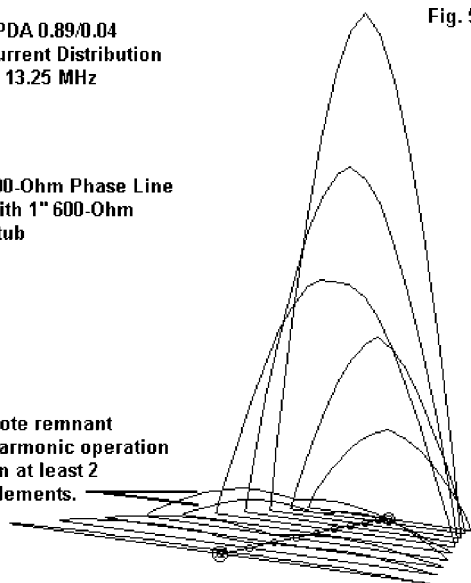 PDA 0.89/0.04
urrent Distribution
13.25 MHz
Fig. 5
00-Ohm Phase Line
ith 1" 600-Ohm
tub
ote remnant
armonic operation
n at least 2
lements.